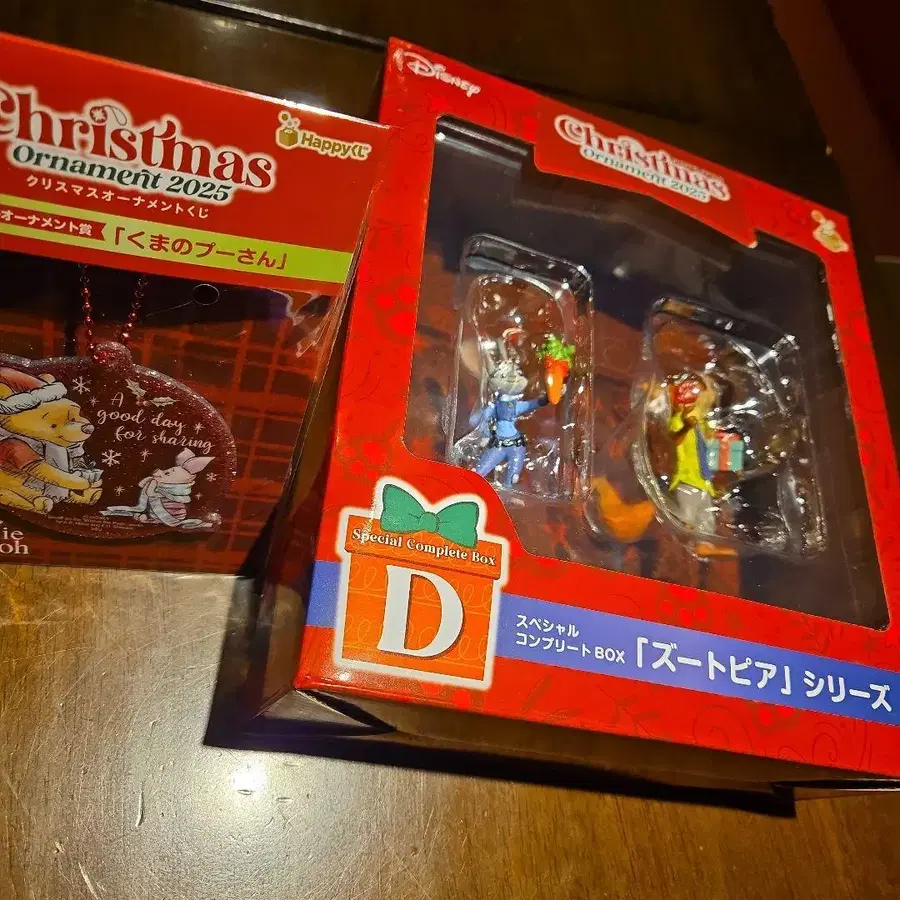 Christmas
Ornament 2025
クリスマスオーナメントくじ
Happyくじ
オーナメント賞
「くまのプーさん」
A
good day
for sharing
ie
oh
Disney
Christmas
Ornament 2025
Special Complete Box
D
スペシャル
コンプリートBOX
「ズートピア」シリーズ